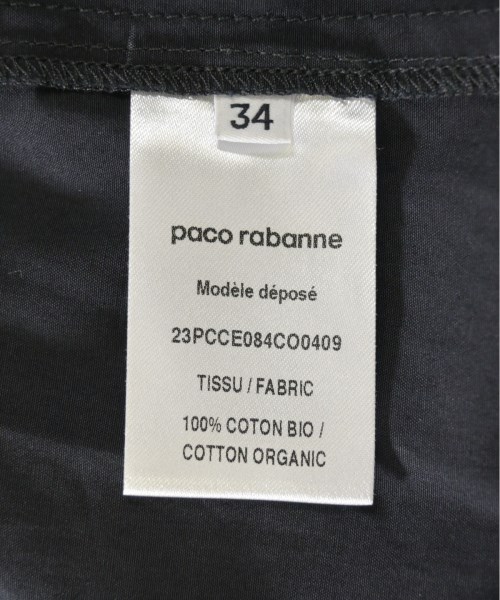 34
paco rabanne
Modèle déposé
23PCCE084CO0409
TISSU / FABRIC
100% COTON BIO /
COTTON ORGANIC